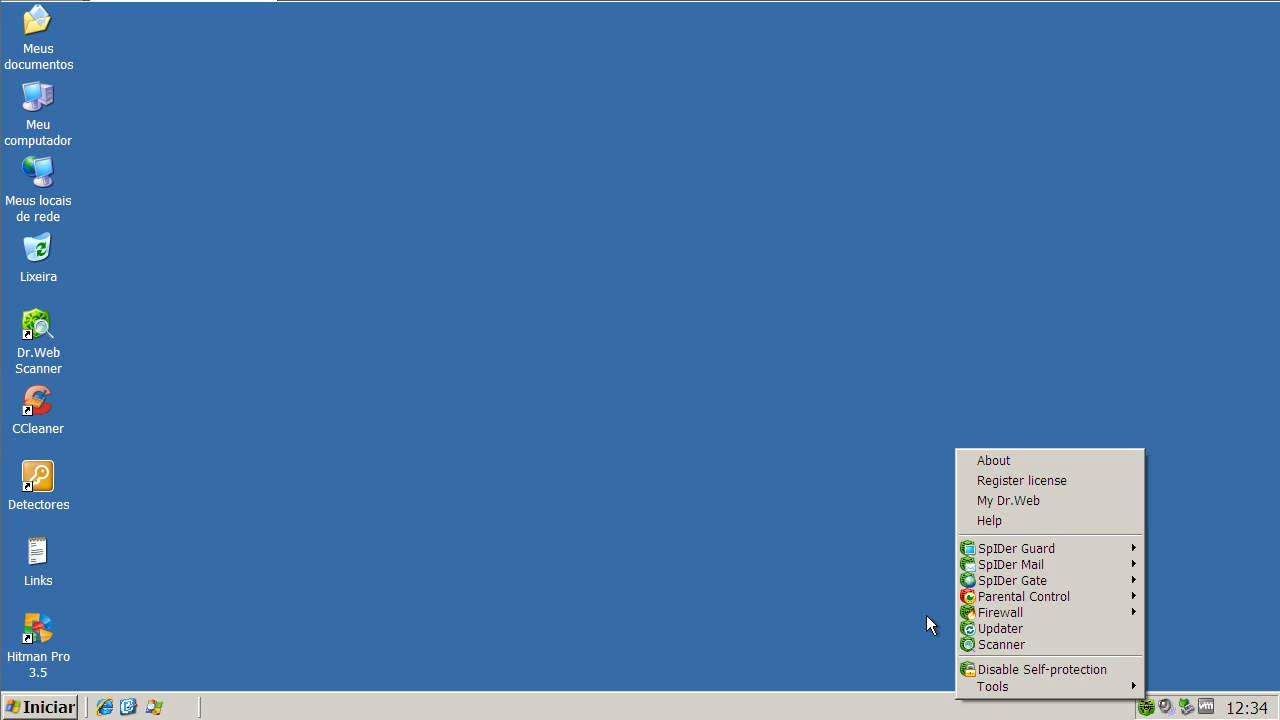 Meus
documentos
Meu
computador
Meus locais
de rede
Lixeira
Dr.Web
Scanner
CCleaner
Detectores
Links
Hitman Pro
3.5
About
Register license
My Dr.Web
Help
SpIDer Guard
SpIDer Mail
SpIDer Gate
Parental Control
Firewall
Updater
Scanner
Disable Self-protection
Tools
Iniciar
12:34